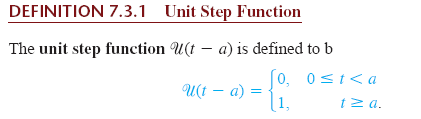 DEFINITION 7.3.1 Unit Step Function
The unit step function 𝒰(t − a) is defined to b
𝒰(t − a) = {0, 0 ≤ t < a
1, t ≥ a.